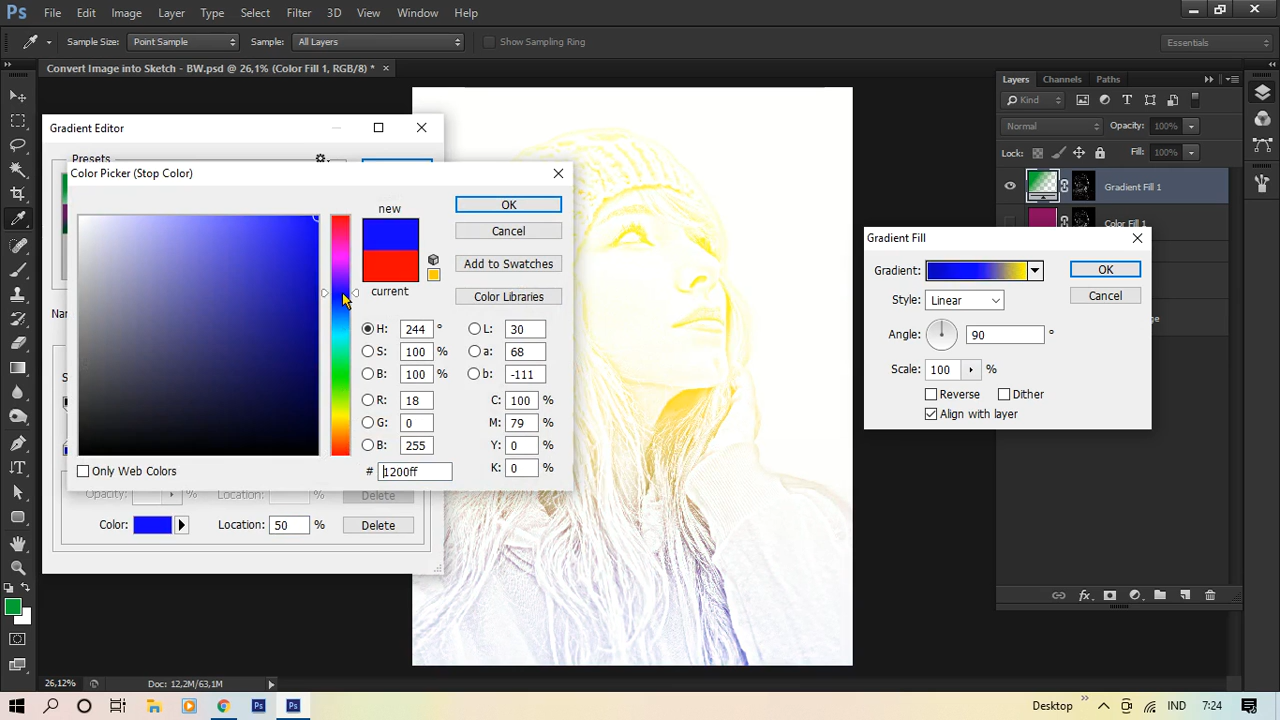 Ps File Edit Image Layer Type Select Filter 3D View Window Help
Sample Size: Point Sample Sample: All Layers Show Sampling Ring Essentials
Convert Image into Sketch - BW.psd @ 26,1% (Color Fill 1, RGB/8) * ×
Layers Channels Paths
Kind
Normal Opacity: 100%
Lock: Fill: 100%
Gradient Fill 1
Color Fill 1
Gradient Editor
Presets
Color Picker (Stop Color)
new
current
OK
Cancel
Add to Swatches
Color Libraries
H: 244 ° L: 30
S: 100 % a: 68
B: 100 % b: -111
R: 18 C: 100 %
G: 0 M: 79 %
B: 255 Y: 0 %
# 1200ff K: 0 %
Only Web Colors
Opacity: % Location: % Delete
Color: Location: 50 % Delete
Gradient Fill
Gradient: OK
Style: Linear Cancel
Angle: 90 °
Scale: 100 %
Reverse Dither
Align with layer
26,12% Doc: 12,2M/63,1M
Ps Ps Desktop IND 7:24